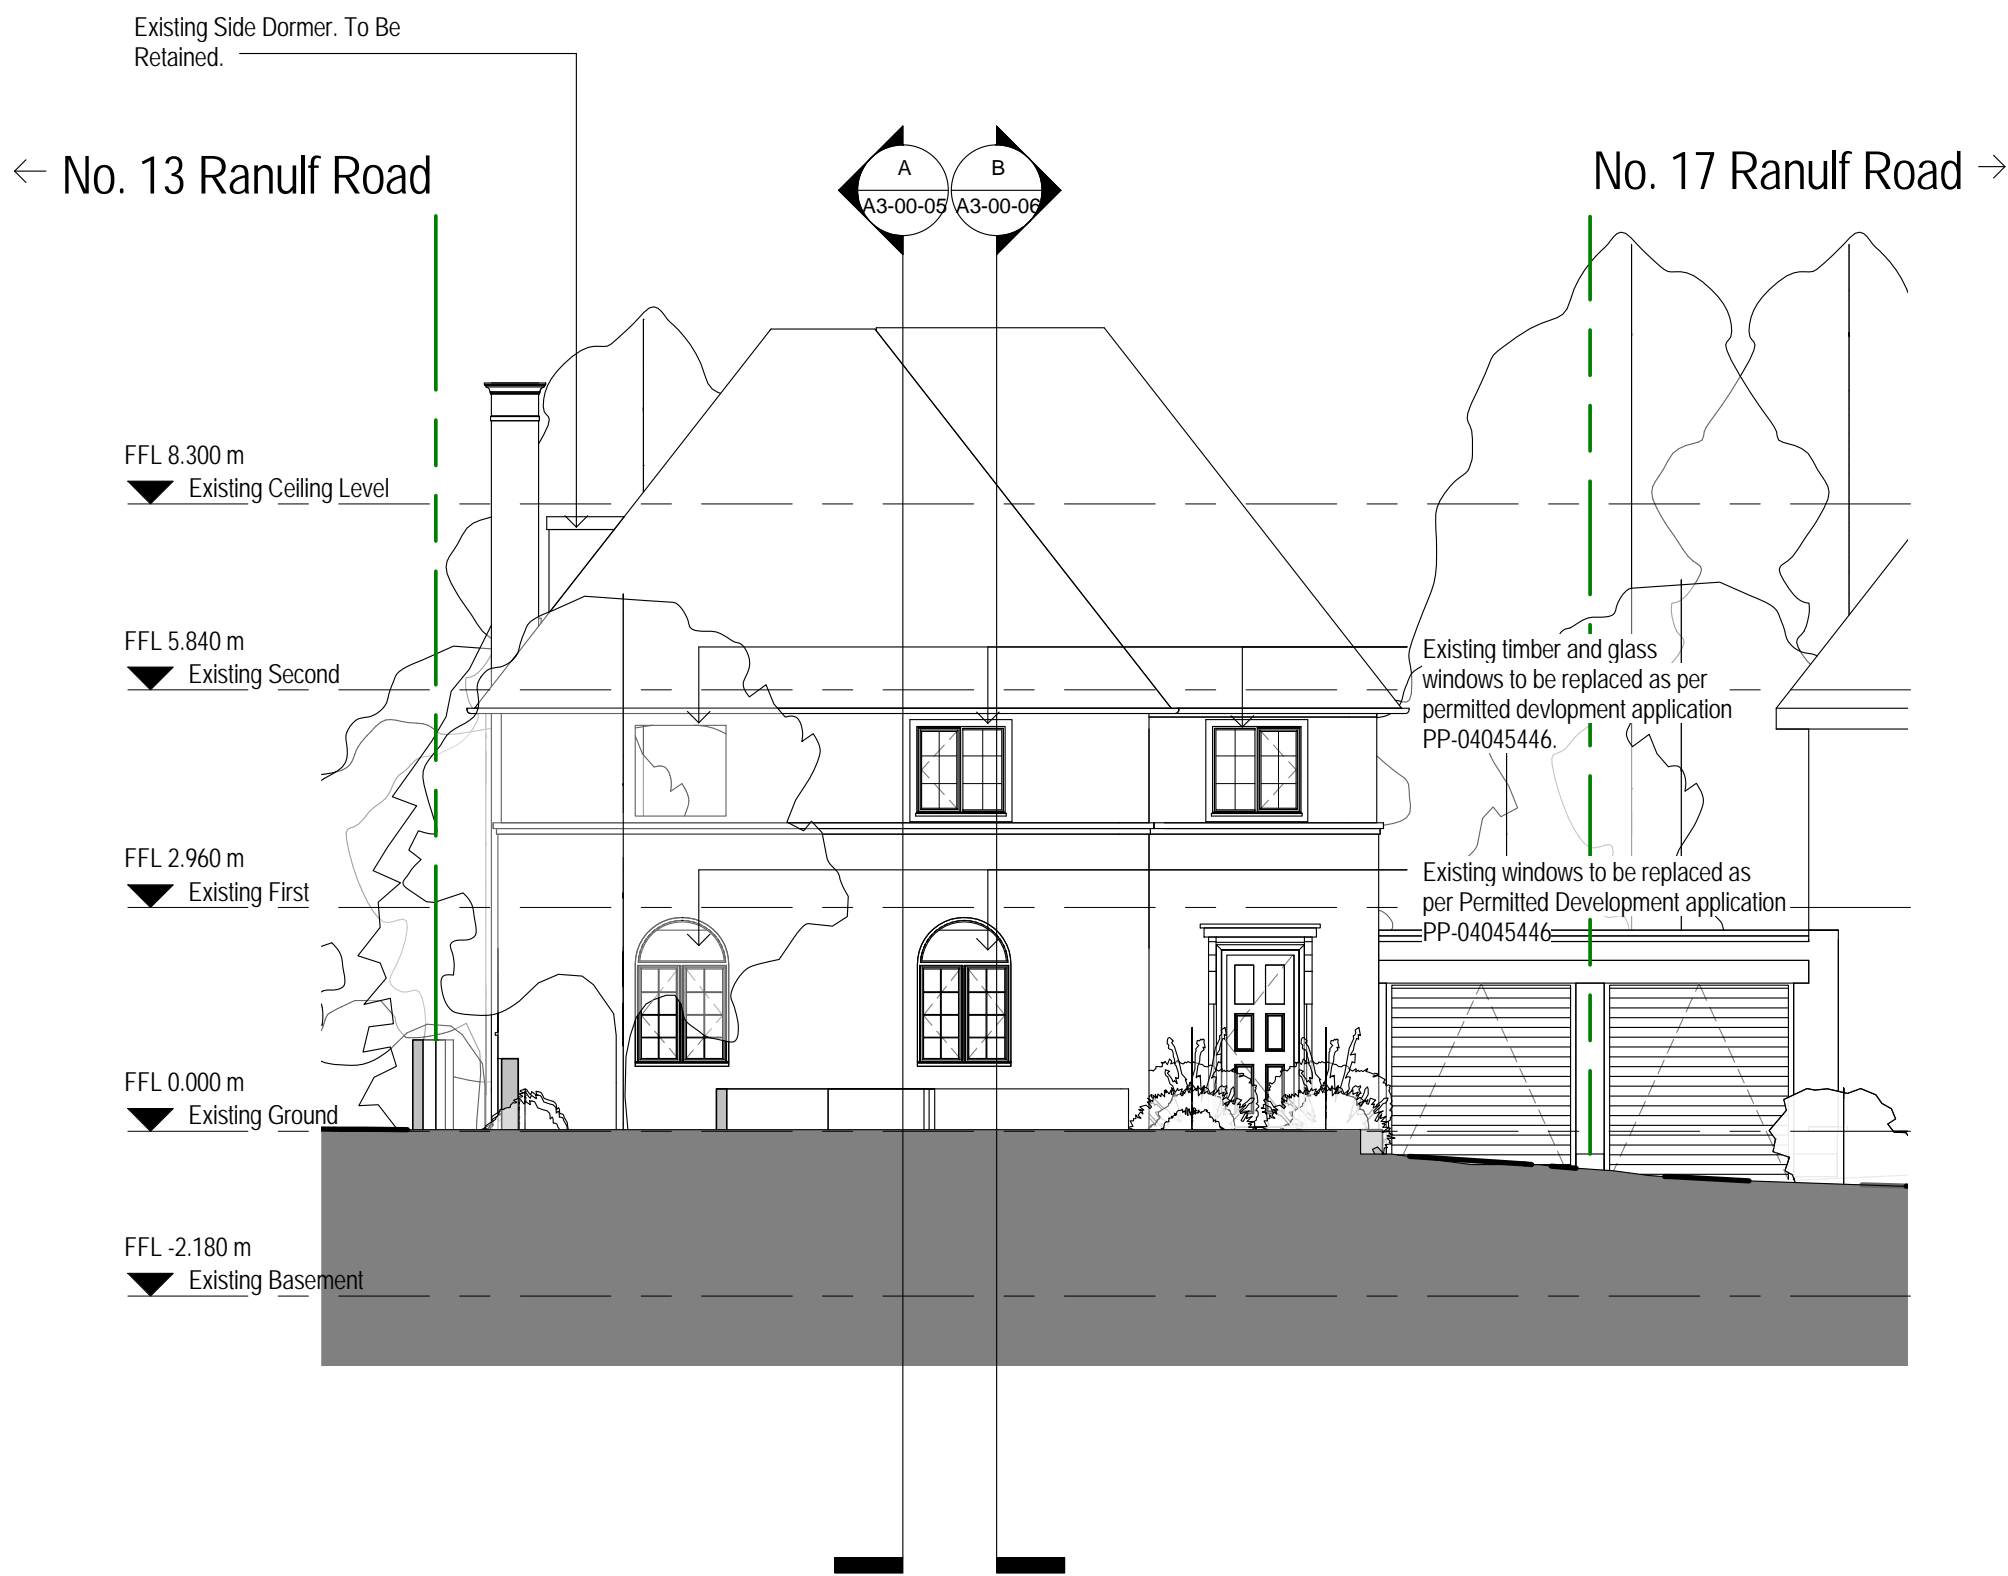 Existing Side Dormer. To Be
Retained.
← No. 13 Ranulf Road
A
A3-00-05
B
A3-00-06
No. 17 Ranulf Road →
FFL 8.300 m
Existing Ceiling Level
FFL 5.840 m
Existing Second
Existing timber and glass
windows to be replaced as per
permitted devlopment application
PP-04045446.
FFL 2.960 m
Existing First
Existing windows to be replaced as
per Permitted Development application
PP-04045446
FFL 0.000 m
Existing Ground
FFL -2.180 m
Existing Basement